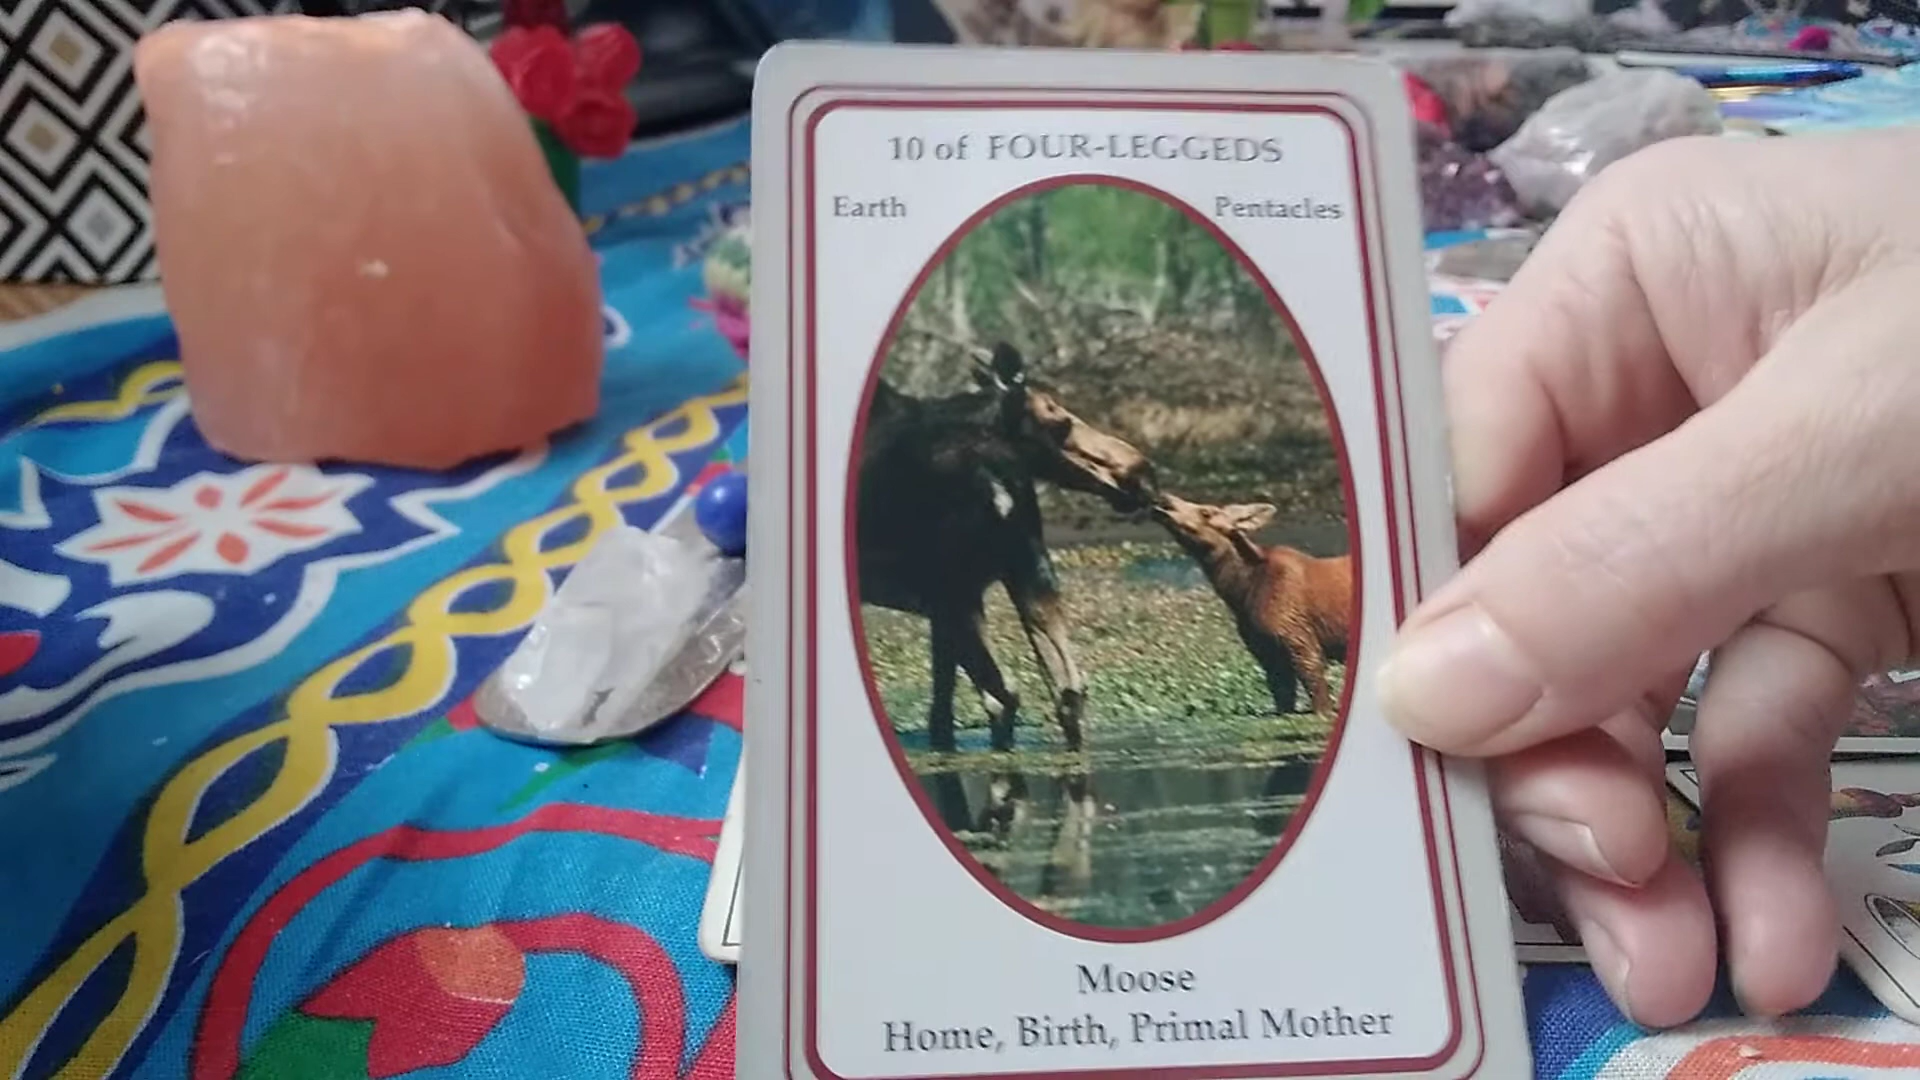 10 of FOUR-LEGGEDS
Earth Pentacles
Moose
Home, Birth, Primal Mother